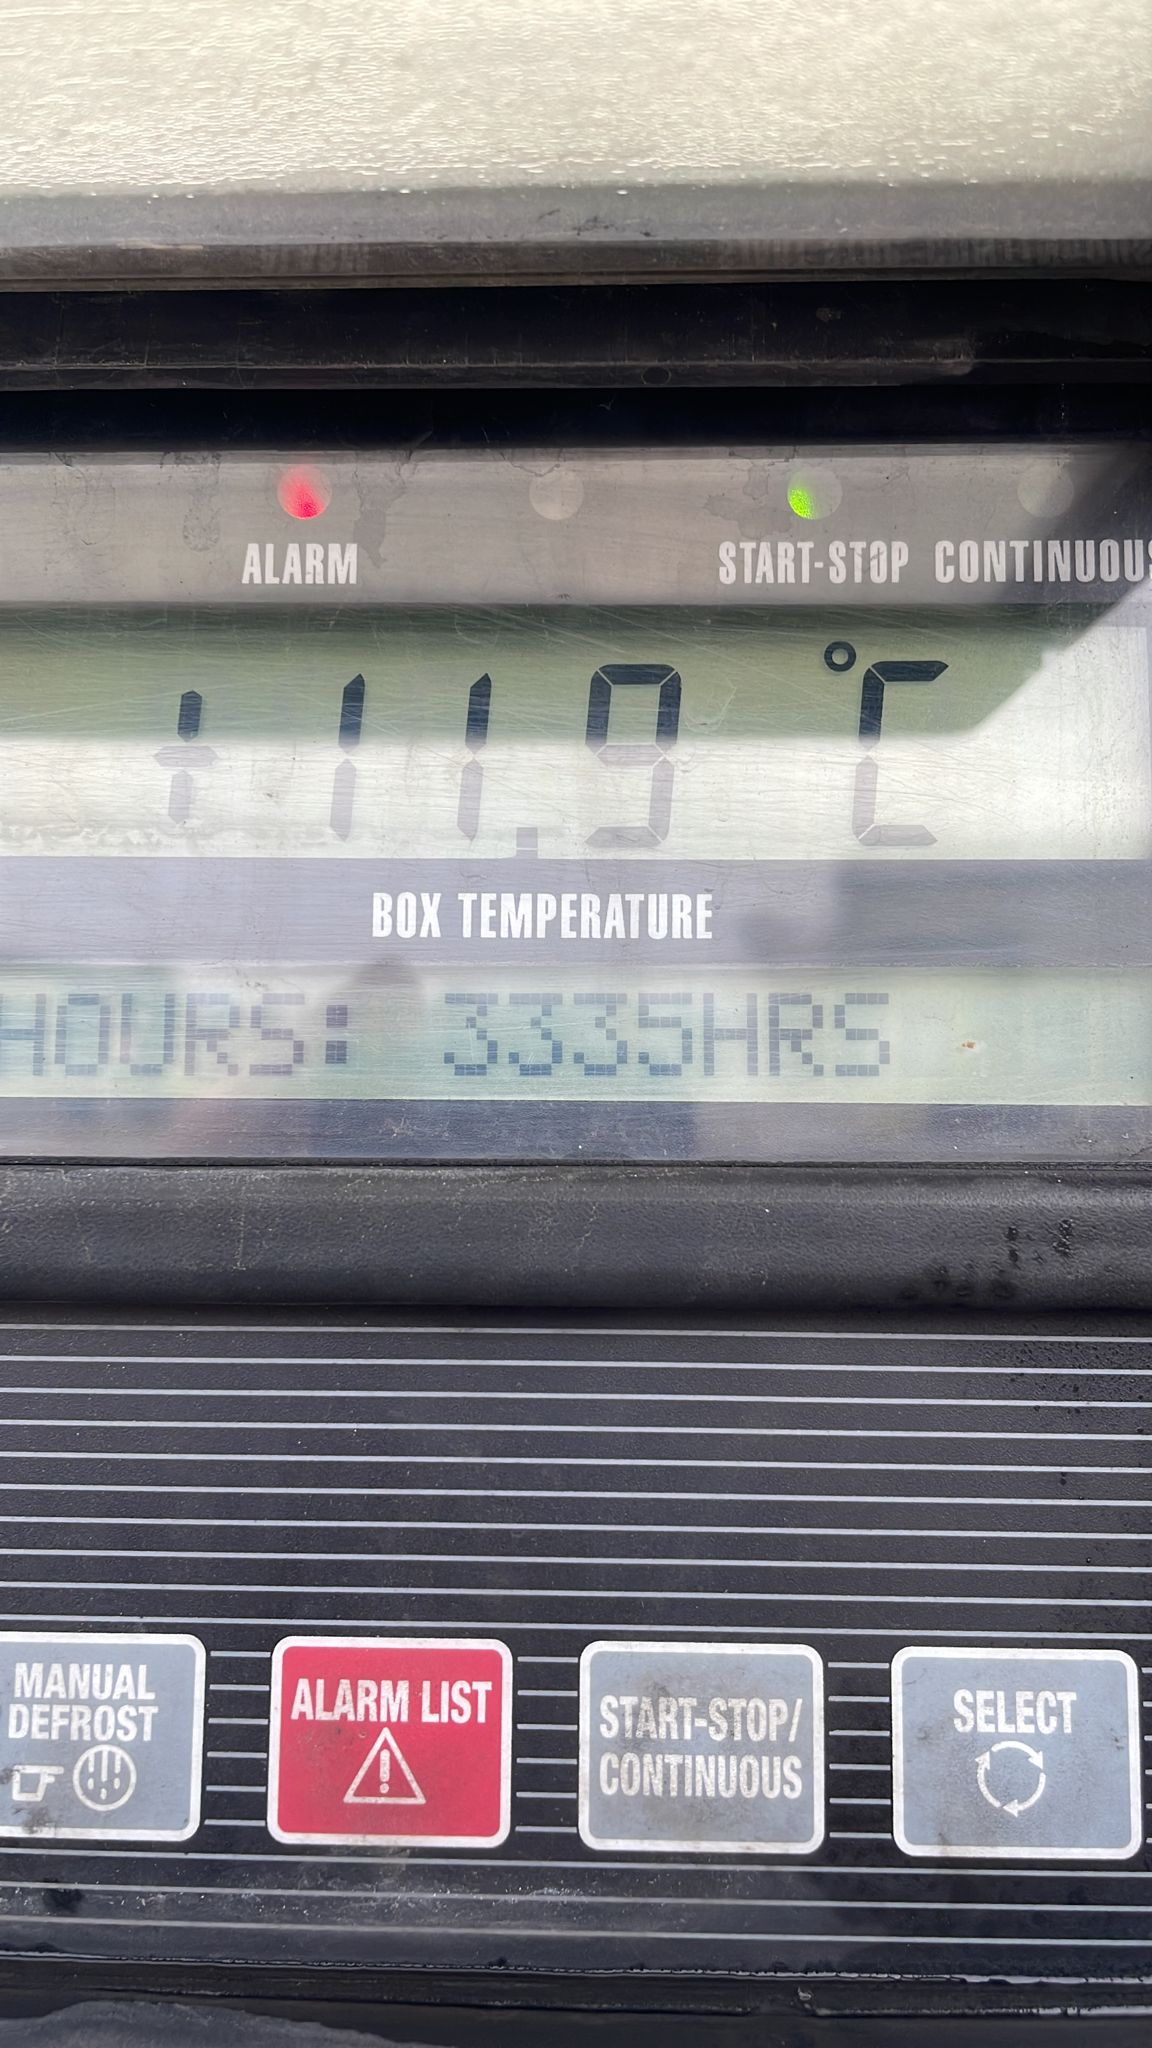 ALARM START-STOP CONTINUOUS
+11.9 °C
BOX TEMPERATURE
HOURS: 3335HRS
MANUAL DEFROST
ALARM LIST
START-STOP/
CONTINUOUS
SELECT